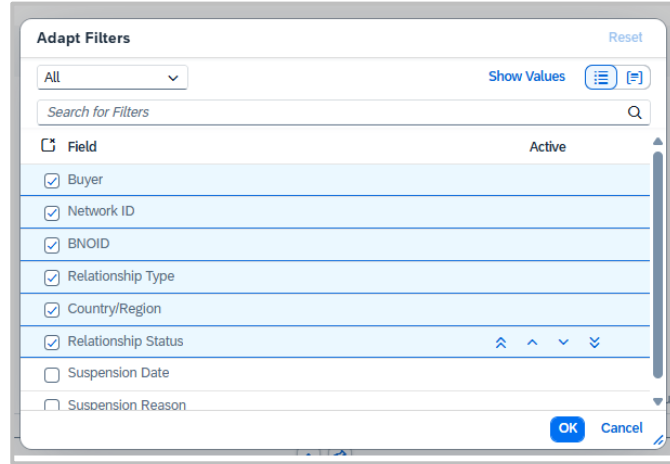 Adapt Filters Reset
All Show Values
Search for Filters
Field Active
Buyer
Network ID
BNOID
Relationship Type
Country/Region
Relationship Status
Suspension Date
Suspension Reason
OK Cancel